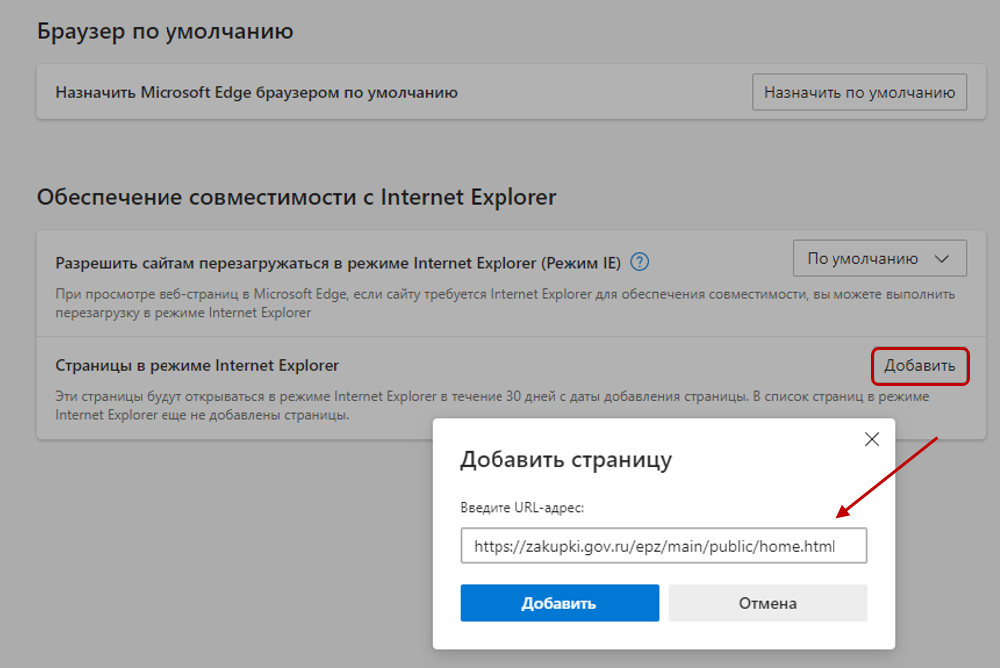 Браузер по умолчанию
Назначить Microsoft Edge браузером по умолчанию
Назначить по умолчанию
Обеспечение совместимости с Internet Explorer
Разрешить сайтам перезагружаться в режиме Internet Explorer (Режим IE) ?
По умолчанию
При просмотре веб-страниц в Microsoft Edge, если сайту требуется Internet Explorer для обеспечения совместимости, вы можете выполнить
перезагрузку в режиме Internet Explorer
Страницы в режиме Internet Explorer
Добавить
Эти страницы будут открываться в режиме Internet Explorer в течение 30 дней с даты добавления страницы. В список страниц в режиме
Internet Explorer еще не добавлены страницы.
Добавить страницу
Введите URL-адрес:
https://zakupki.gov.ru/epz/main/public/home.html
Добавить
Отмена